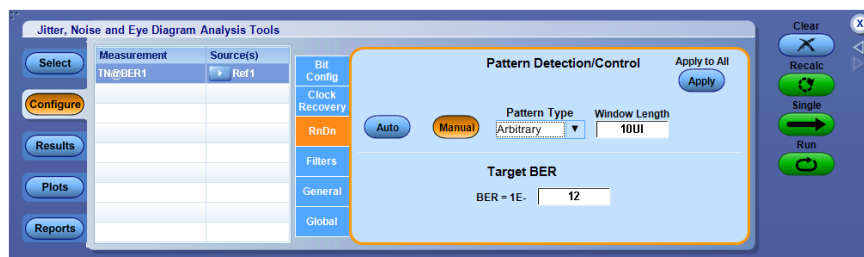 Jitter, Noise and Eye Diagram Analysis Tools
Clear
x
Select
Measurement Source(s)
TN@BER1 Ref1
Bit
Config
Pattern Detection/Control
Apply to All
Apply
Recalc
Configure
Clock
Recovery
Single
Pattern Type Window Length
RnDn
Auto Manual Arbitrary 10UI
Results
Run
Filters
Target BER
Plots
General
BER = 1E- 12
Global
Reports